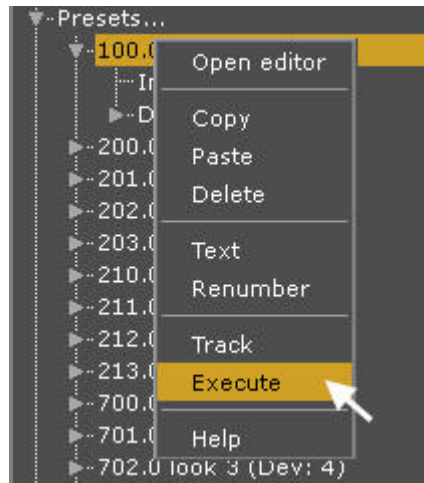 Presets...
100.0
Open editor
Copy
200.0
Paste
201.0
Delete
202.0
203.0
Text
210.0
Renumber
211.0
212.0
Track
213.0
Execute
700.0
701.0
Help
702.0 look 3 (Dev: 4)